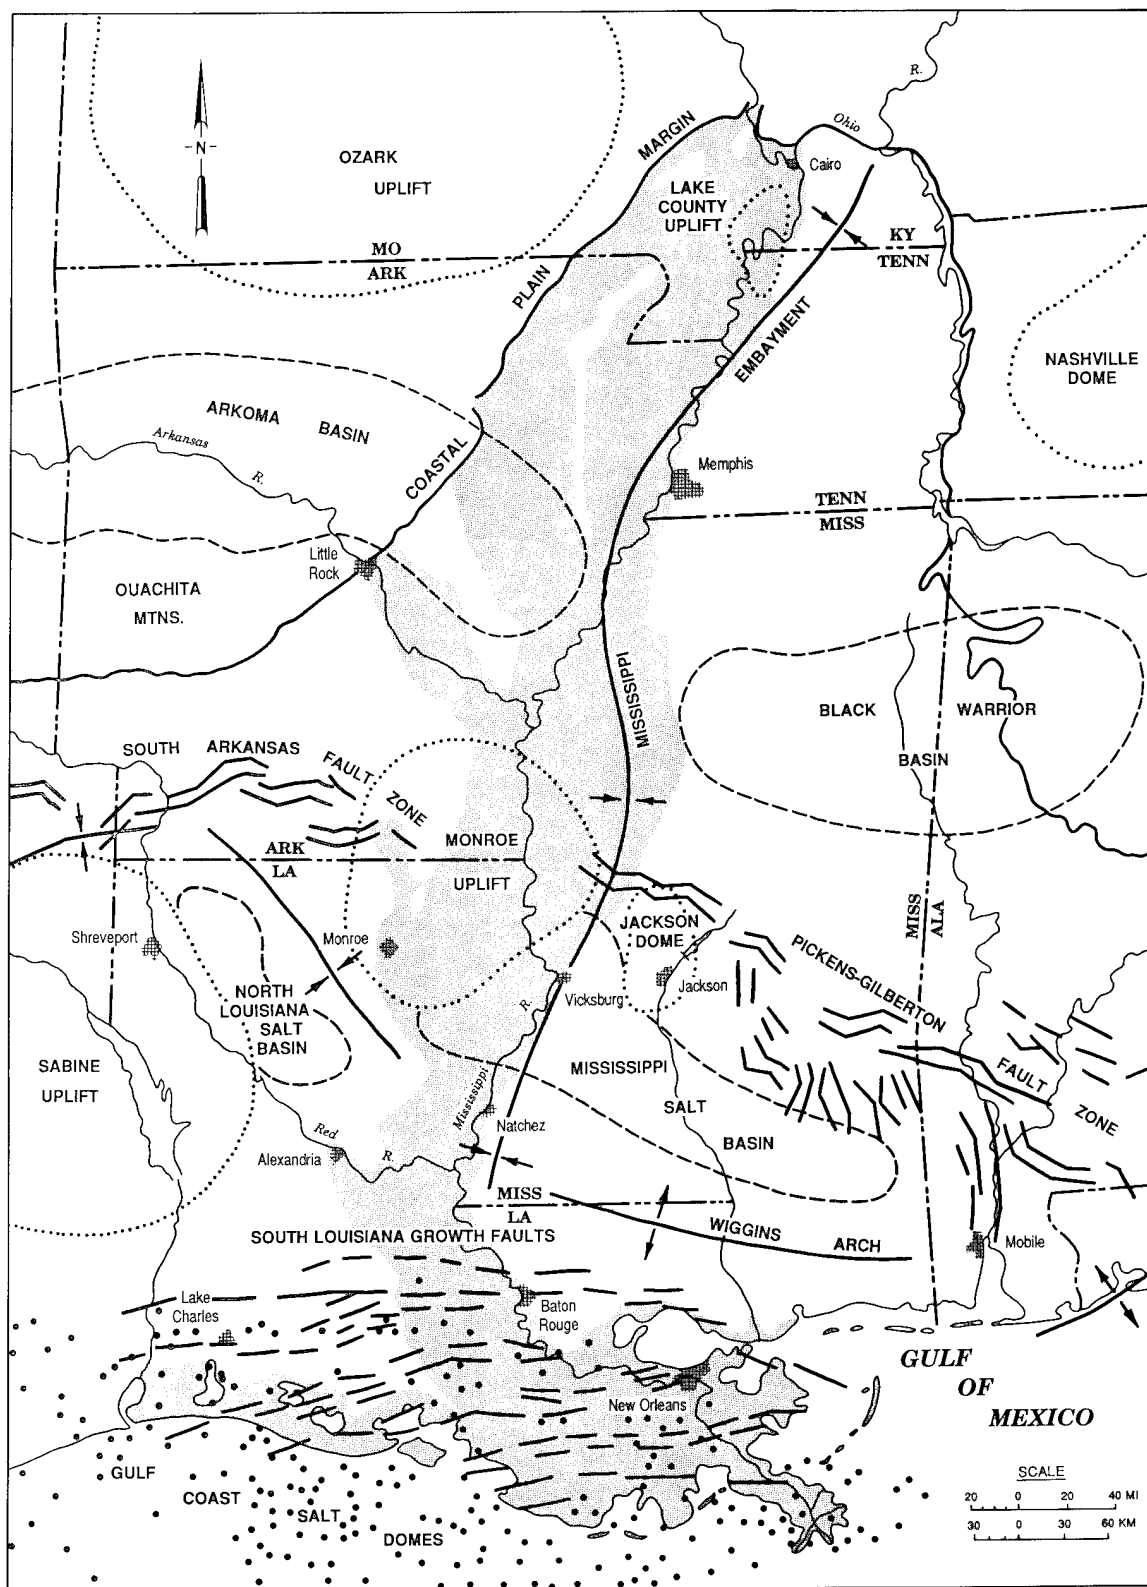 R.
Ohio
N
OZARK
UPLIFT
MARGIN
Cairo
LAKE
COUNTY
UPLIFT
MO
ARK
KY
TENN
PLAIN
EMBAYMENT
NASHVILLE
DOME
ARKOMA BASIN
Arkansas
R.
COASTAL
Memphis
TENN
MISS
Little
Rock
OUACHITA
MTNS.
MISSISSIPPI
BLACK WARRIOR
BASIN
SOUTH ARKANSAS FAULT ZONE
ARK
LA
MONROE
UPLIFT
MISS
ALA
Shreveport
Monroe
JACKSON
DOME
PICKENS-GILBERTON
FAULT
ZONE
NORTH
LOUISIANA
SALT
BASIN
R.
Vicksburg
Jackson
SABINE
UPLIFT
MISSISSIPPI
SALT
BASIN
Mississippi
Natchez
Red
R.
Alexandria
MISS
LA
SOUTH LOUISIANA GROWTH FAULTS
WIGGINS ARCH
Mobile
Lake
Charles
Baton
Rouge
GULF
OF
MEXICO
New Orleans
GULF
COAST
SALT
DOMES
SCALE
20 0 20 40 MI
30 0 30 60 KM